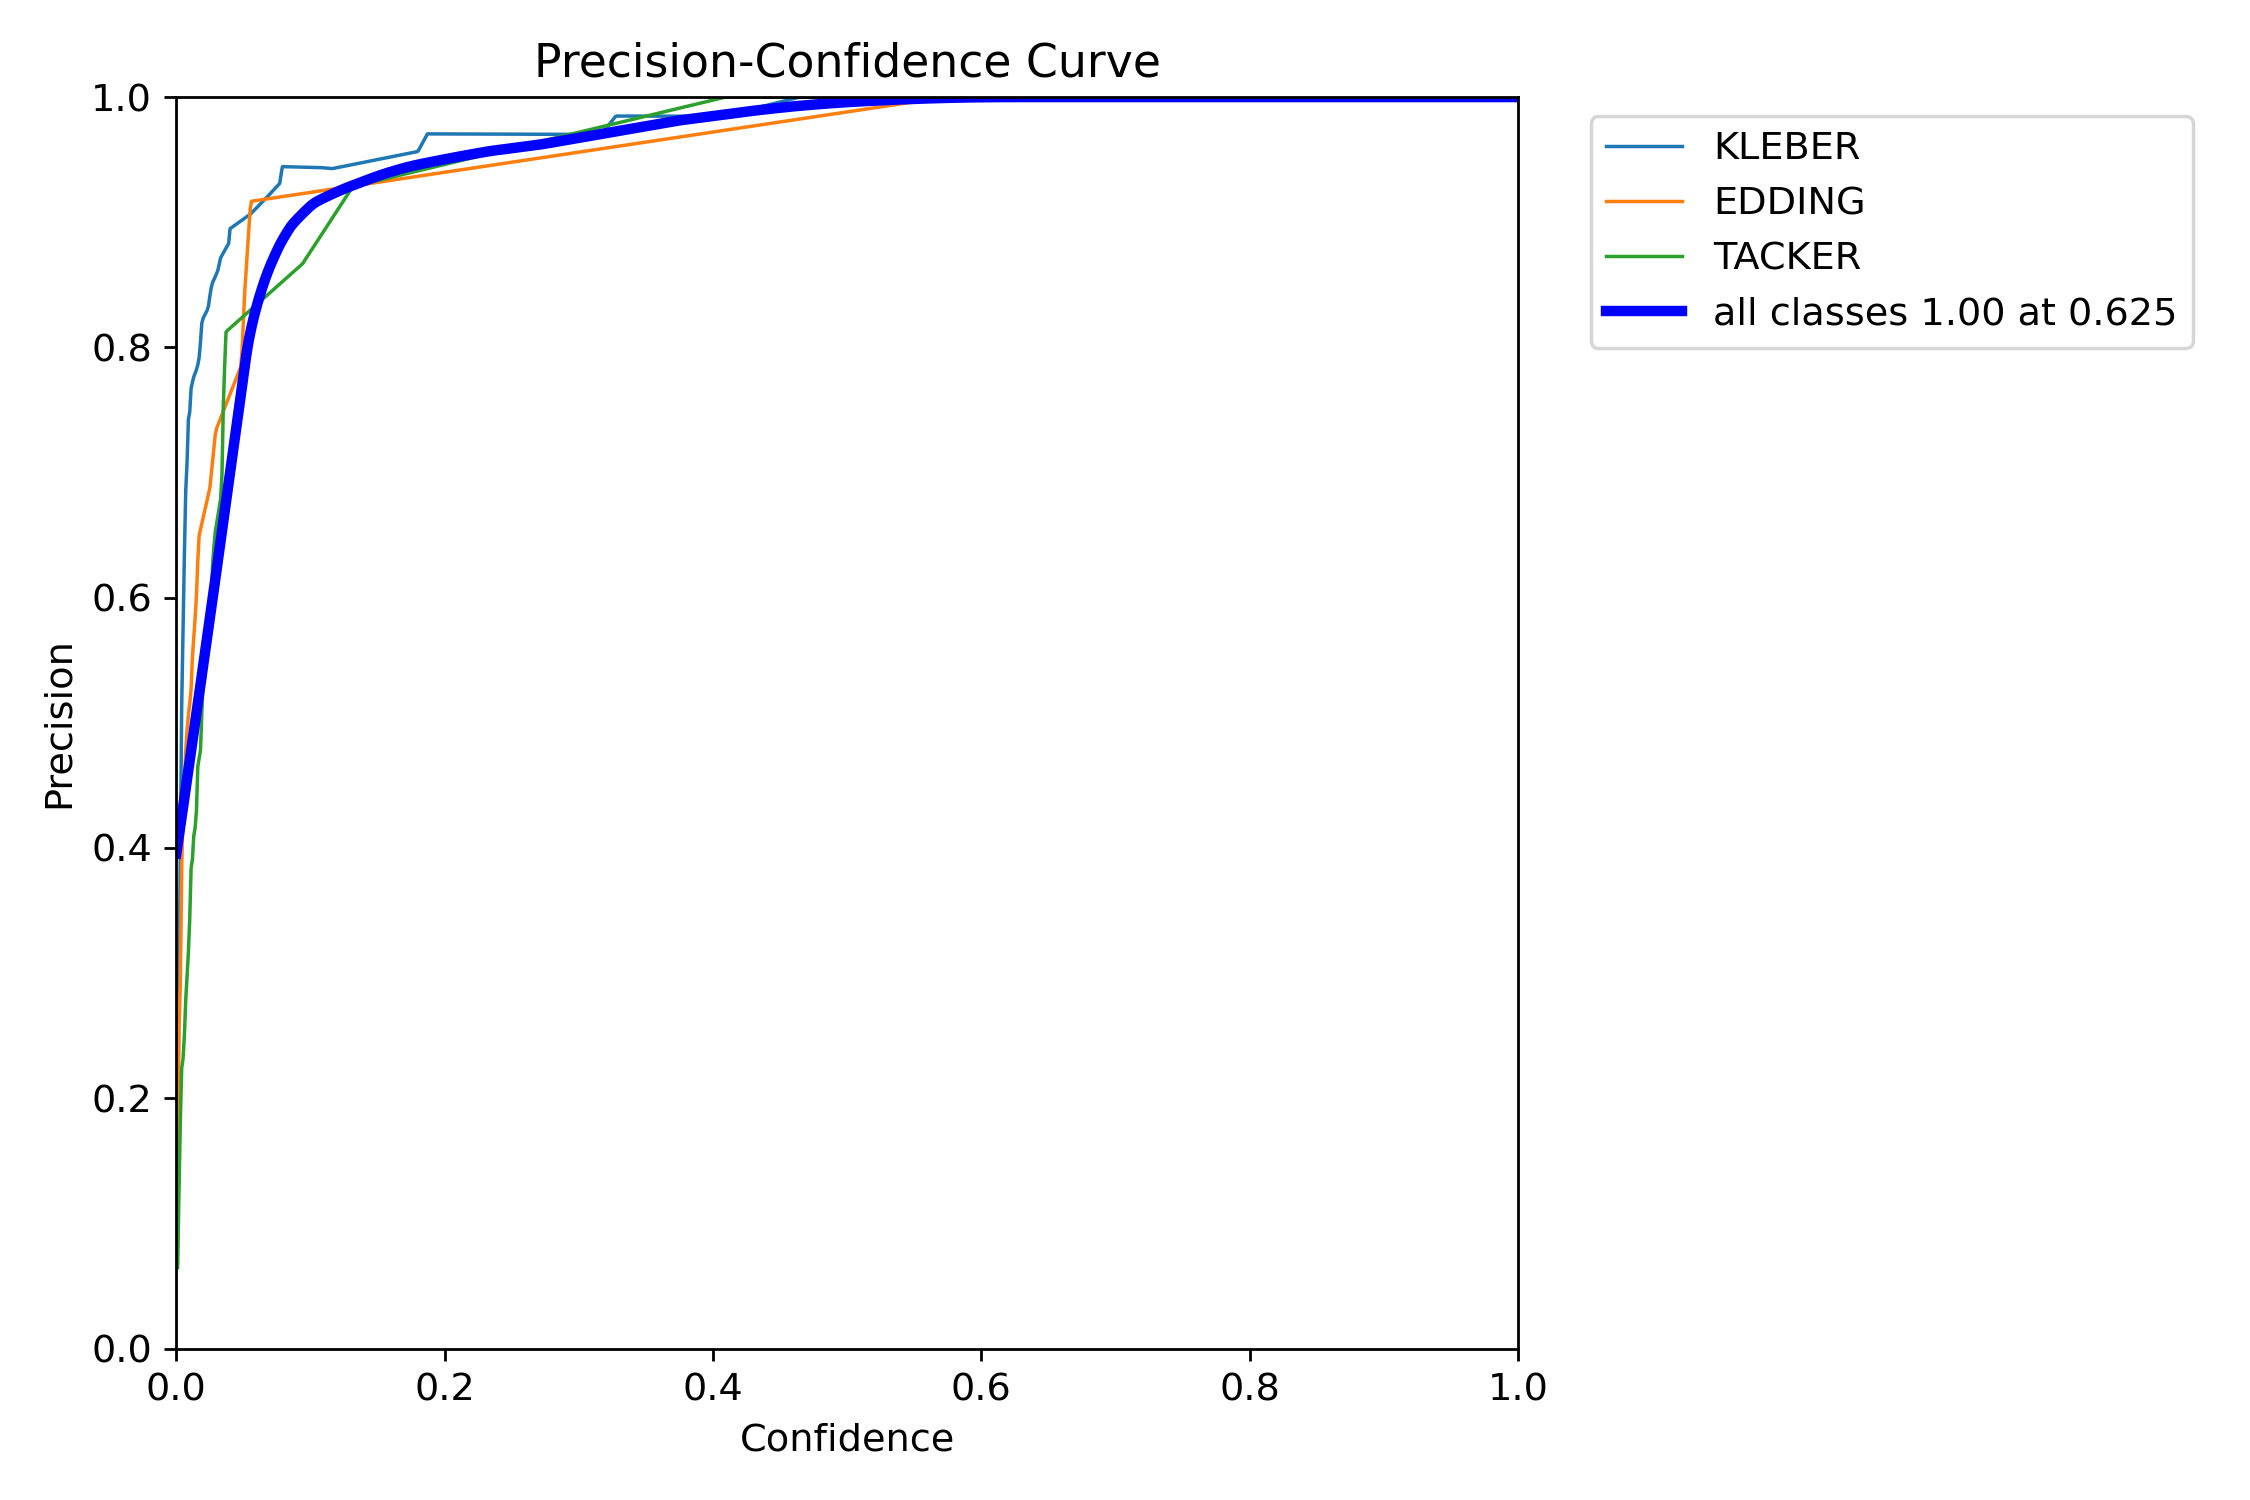 Precision-Confidence Curve
1.0
0.8
0.6
0.4
0.2
0.0
Precision
0.0 0.2 0.4 0.6 0.8 1.0
Confidence
KLEBER
EDDING
TACKER
all classes 1.00 at 0.625